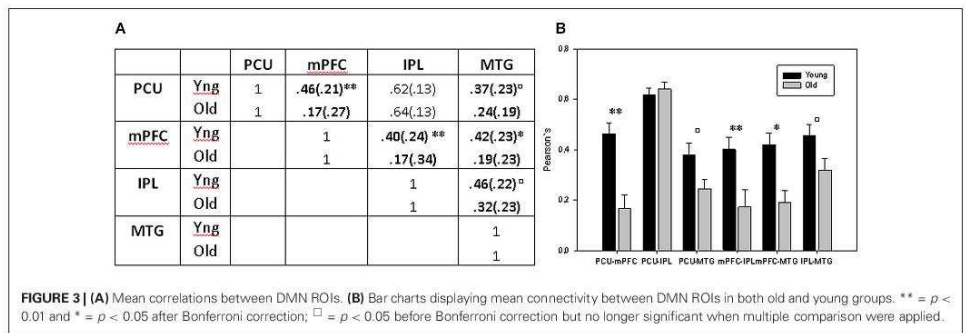 A
PCU mPFC IPL MTG
PCU Yng 1 .46(.21)** .62(.13) .37(.23)□
Old 1 .17(.27) .64(.13) .24(.19)
mPFC Yng 1 .40(.24) ** .42(.23)*
Old 1 .17(.34) .19(.23)
IPL Yng 1 .46(.22)□
Old 1 .32(.23)
MTG Yng 1
Old 1
B
0.8
Young
Old
0.6
**
□
**
*
□
Pearson's
0.4
0.2
0.0
PCU-mPFC PCU-IPL PCU-MTG mPFC-IPL mPFC-MTG IPL-MTG
FIGURE 3 | (A) Mean correlations between DMN ROIs. (B) Bar charts displaying mean connectivity between DMN ROIs in both old and young groups. ** = p <
0.01 and * = p < 0.05 after Bonferroni correction; □ = p < 0.05 before Bonferroni correction but no longer significant when multiple comparison were applied.